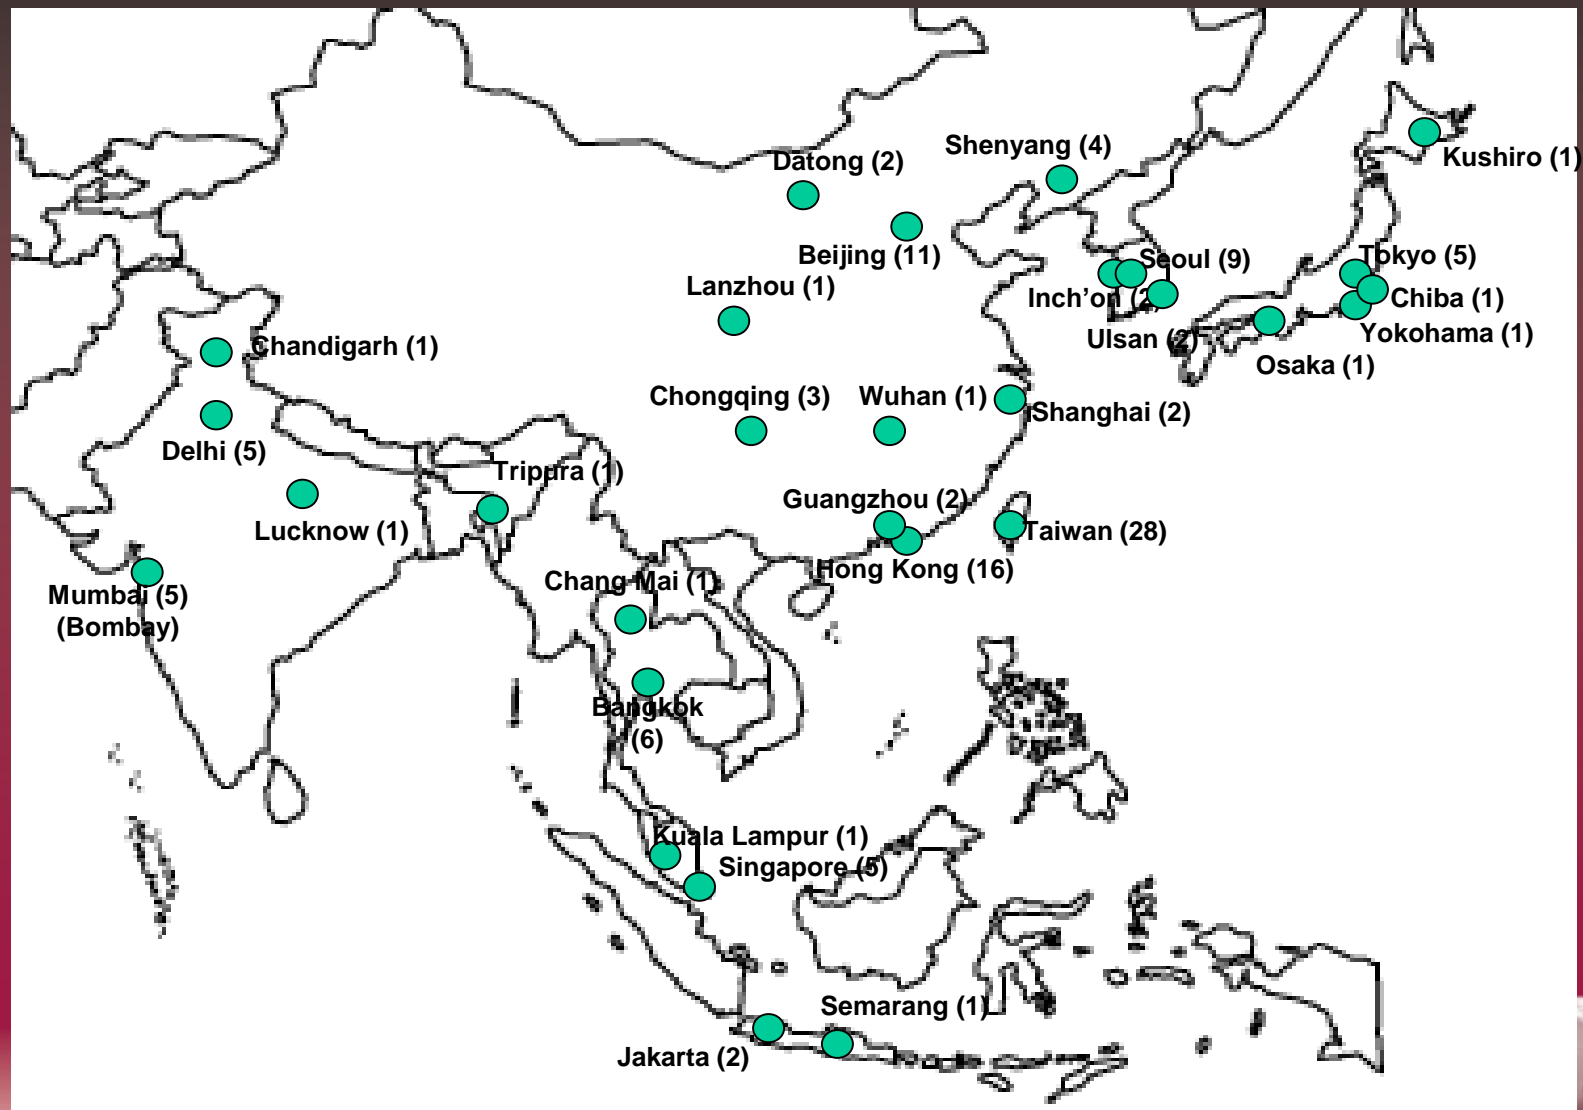 Shenyang (4)
Kushiro (1)
Datong (2)
Beijing (11)
Seoul (9)
Tokyo (5)
Lanzhou (1)
Inch'on (2)
Chiba (1)
Chandigarh (1)
Ulsan (2)
Yokohama (1)
Osaka (1)
Chongqing (3)
Wuhan (1)
Shanghai (2)
Delhi (5)
Tripura (1)
Guangzhou (2)
Lucknow (1)
Taiwan (28)
Hong Kong (16)
Chang Mai (1)
Mumbai (5)
(Bombay)
Bangkok
(6)
Kuala Lampur (1)
Singapore (5)
Semarang (1)
Jakarta (2)